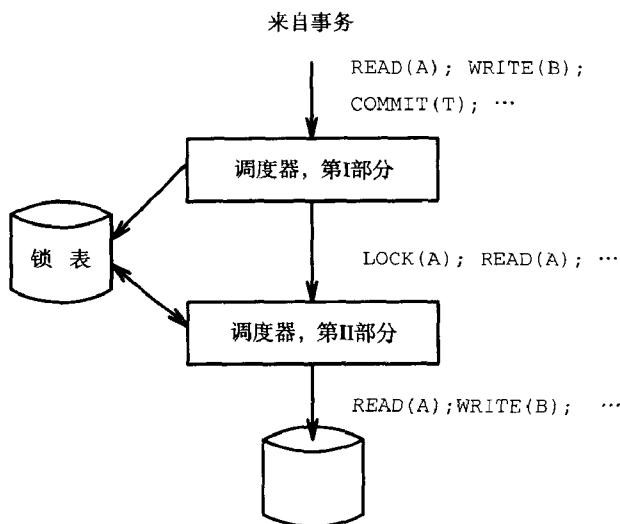 来自事务
READ(A); WRITE(B);
COMMIT(T); …
调度器，第I部分
锁 表
LOCK(A); READ(A); …
调度器，第II部分
READ(A);WRITE(B); …